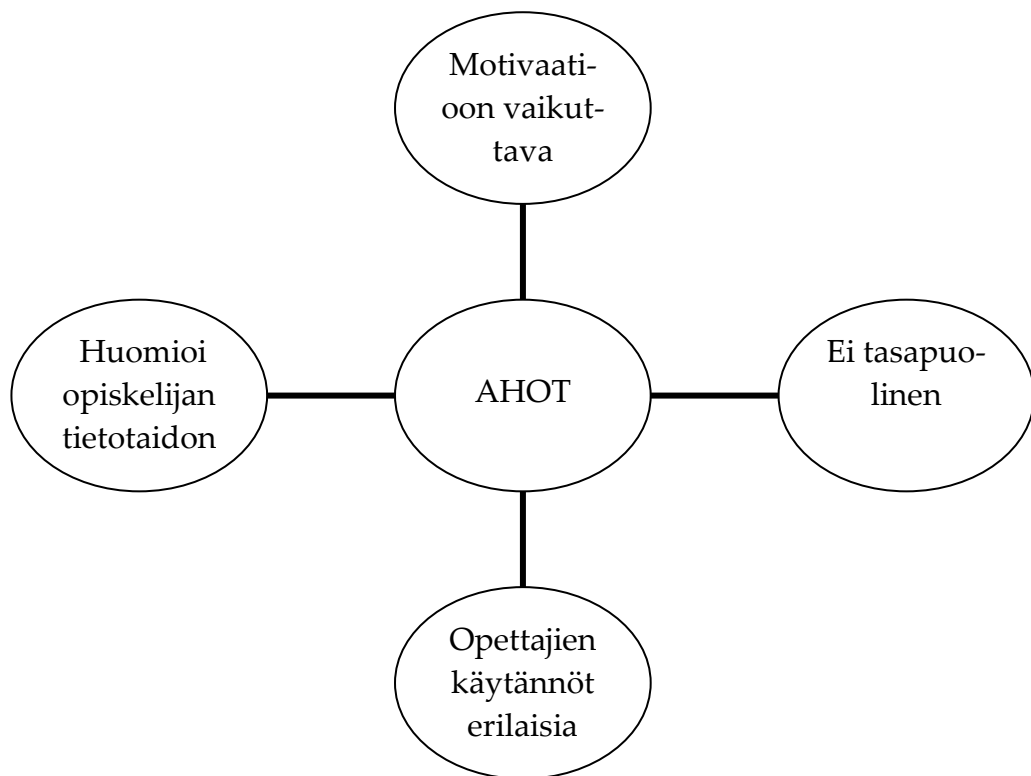 Motivaati-
oon vaikut-
tava
Huomioi
opiskelijan
tietotaidon
AHOT
Ei tasapuo-
linen
Opettajien
käytännöt
erilaisia